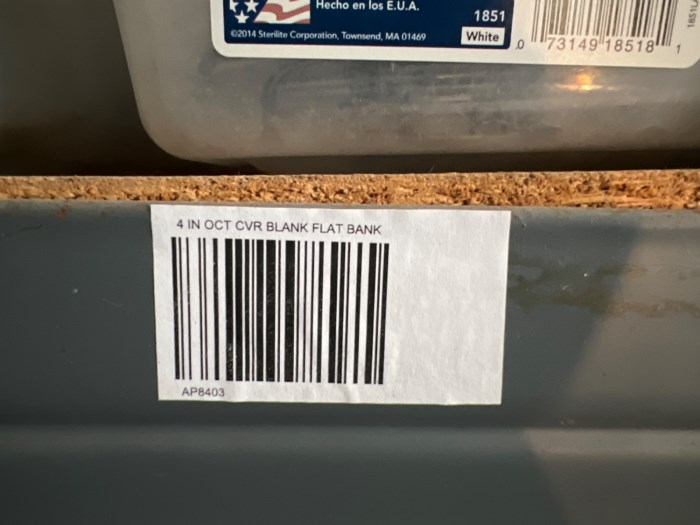 Hecho en los E.U.A.
©2014 Sterilite Corporation, Townsend, MA 01469
1851
White
0 73149 18518 1
1851L
4 IN OCT CVR BLANK FLAT BANK
AP8403